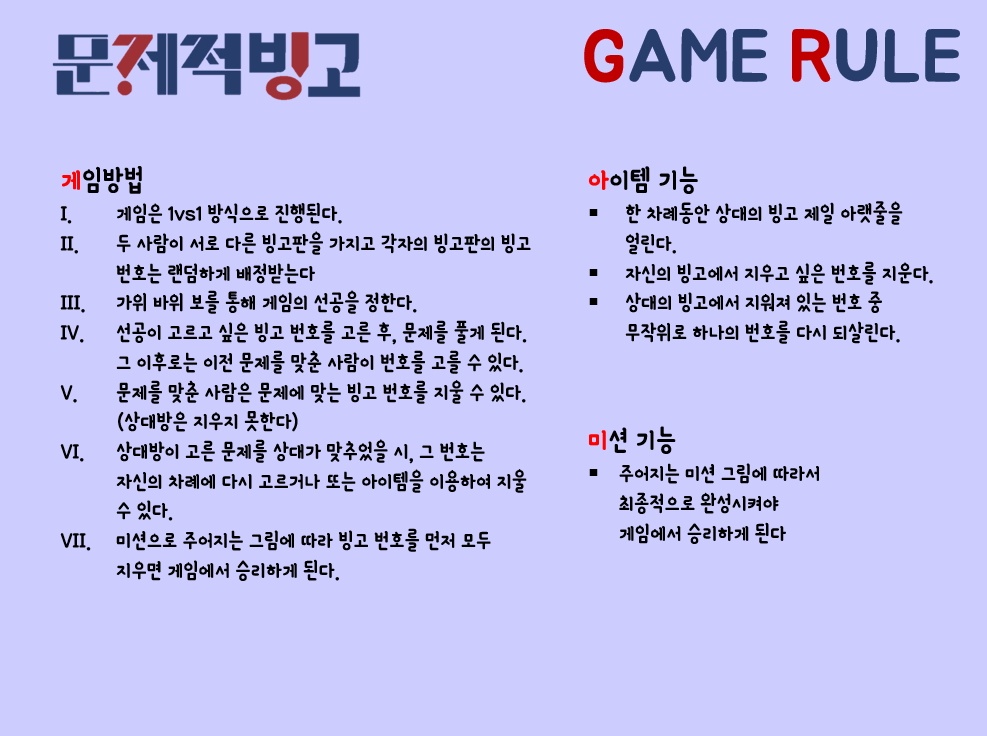 문제적빙고
GAME RULE
게임방법
I. 게임은 1vs1 방식으로 진행된다.
II. 두 사람이 서로 다른 빙고판을 가지고 각자의 빙고판의 빙고
번호는 랜덤하게 배정받는다
III. 가위 바위 보를 통해 게임의 선공을 정한다.
IV. 선공이 고르고 싶은 빙고 번호를 고른 후, 문제를 풀게 된다.
그 이후로는 이전 문제를 맞춘 사람이 번호를 고를 수 있다.
V. 문제를 맞춘 사람은 문제에 맞는 빙고 번호를 지울 수 있다.
(상대방은 지우지 못한다)
VI. 상대방이 고른 문제를 상대가 맞추었을 시, 그 번호는
자신의 차례에 다시 고르거나 또는 아이템을 이용하여 지울
수 있다.
VII. 미션으로 주어지는 그림에 따라 빙고 번호를 먼저 모두
지우면 게임에서 승리하게 된다.
아이템 기능
▪ 한 차례동안 상대의 빙고 제일 아랫줄을
얼린다.
▪ 자신의 빙고에서 지우고 싶은 번호를 지운다.
▪ 상대의 빙고에서 지워져 있는 번호 중
무작위로 하나의 번호를 다시 되살린다.
미션 기능
▪ 주어지는 미션 그림에 따라서
최종적으로 완성시켜야
게임에서 승리하게 된다